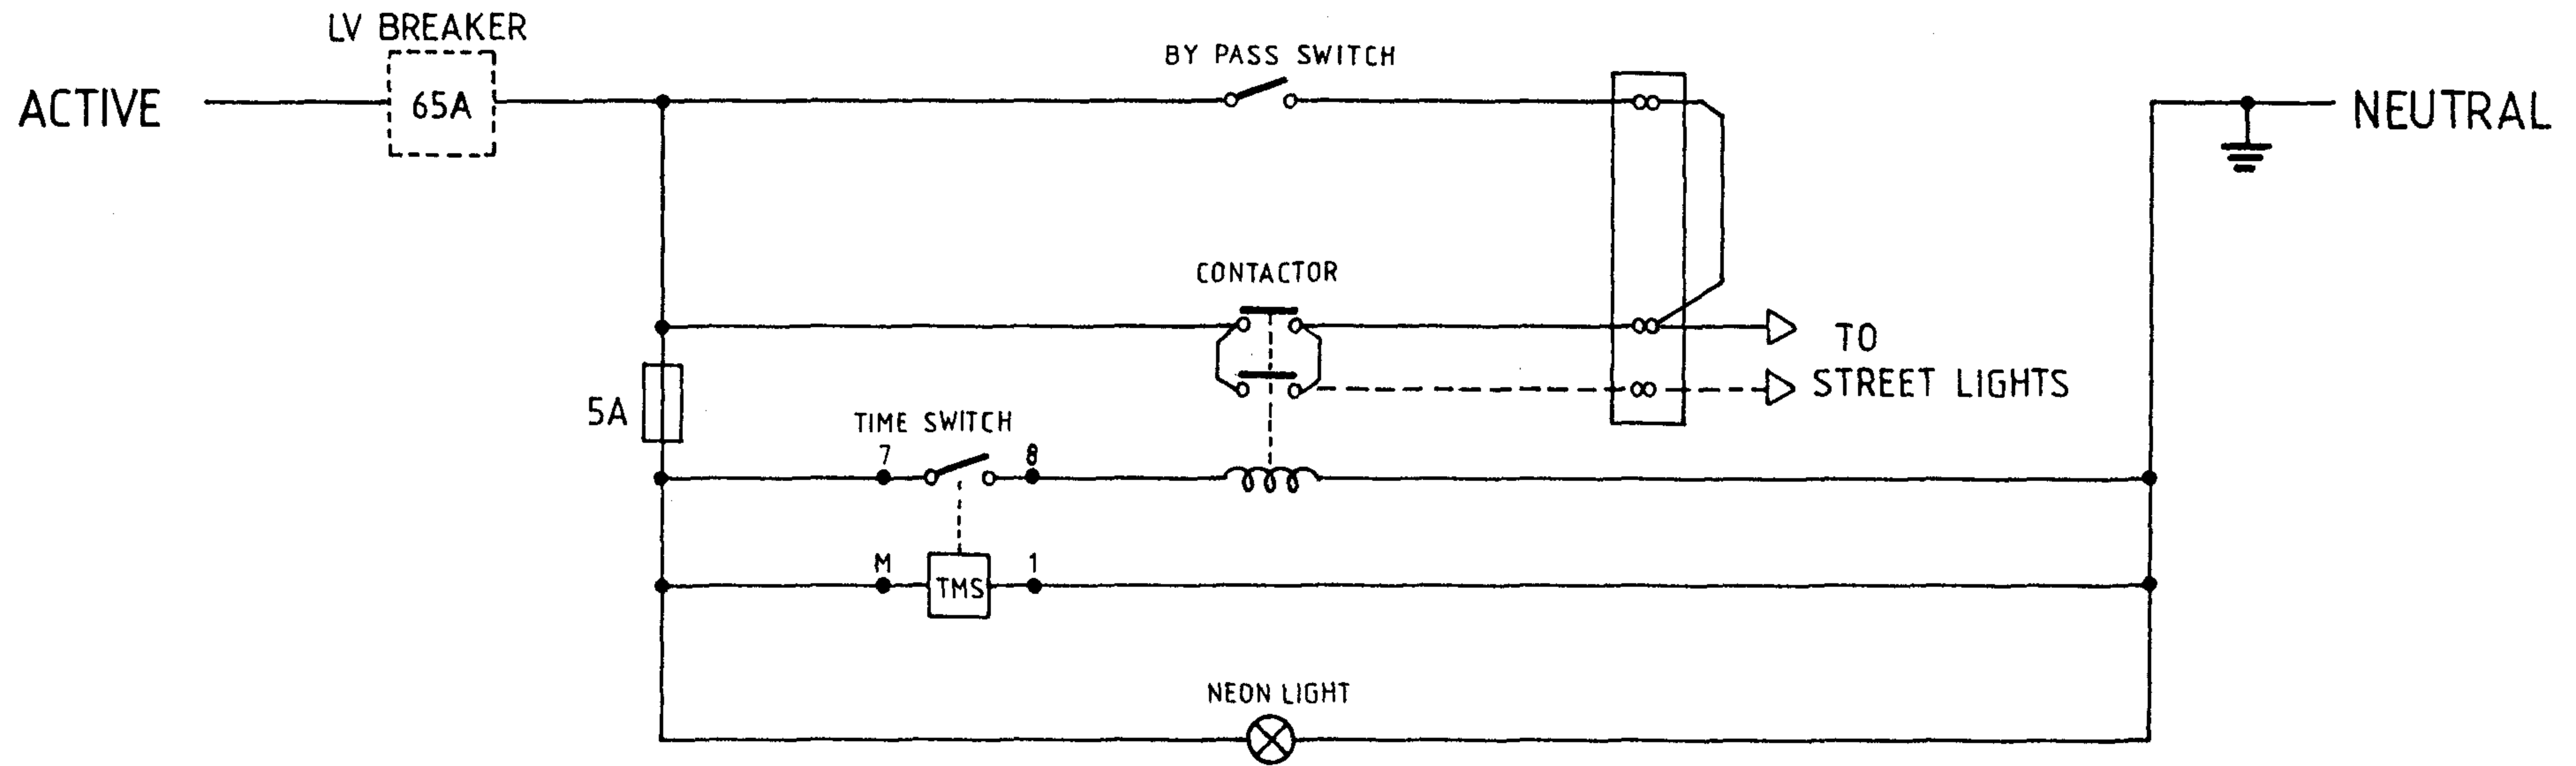 LV BREAKER
ACTIVE
65A
BY PASS SWITCH
NEUTRAL
CONTACTOR
TO
STREET LIGHTS
5A
TIME SWITCH
7
8
M
TMS
1
NEON LIGHT